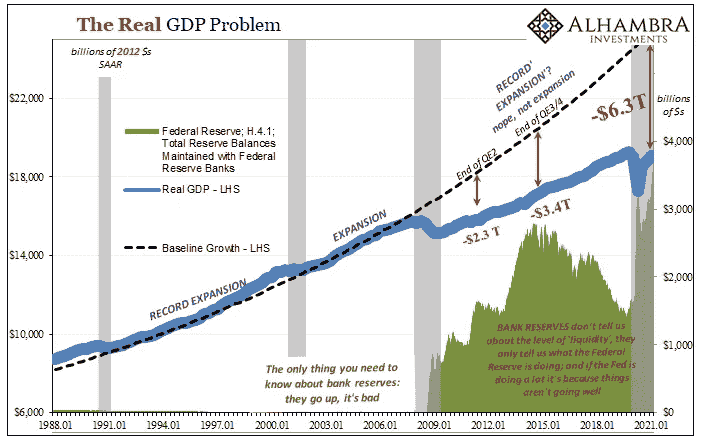 The Real GDP Problem
ALHAMBRA
INVESTMENTS
billions of 2012 $s
SAAR
$22,000
$18,000
$14,000
$10,000
$6,000
Federal Reserve; H.4.1;
Total Reserve Balances
Maintained with Federal
Reserve Banks
Real GDP - LHS
Baseline Growth - LHS
RECORD EXPANSION
EXPANSION
RECORD'
EXPANSION'?
nope, not expansion
End of QE2
End of QE3/4
-$2.3 T
-$3.4T
-$6.3T
billions
of $s
$4,000
$3,000
$2,000
$1,000
$0
The only thing you need to
know about bank reserves:
they go up, it's bad
BANK RESERVES don't tell us
about the level of 'liquidity', they
only tell us what the Federal
Reserve is doing; and if the Fed is
doing a lot it's because things
aren't going well
1988.01 1991.01 1994.01 1997.01 2000.01 2003.01 2006.01 2009.01 2012.01 2015.01 2018.01 2021.01